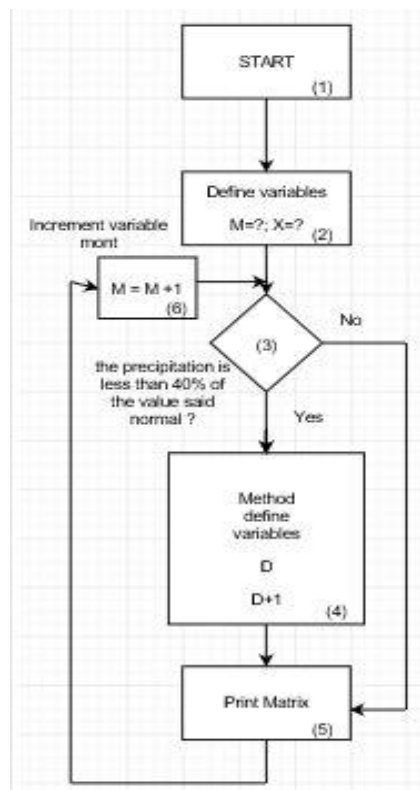 START
(1)
Define variables
M=?; X=?
(2)
Increment variable
mont
M = M +1
(6)
(3)
No
the precipitation is
less than 40% of
the value said
normal ?
Yes
Method
define
variables
D
D+1
(4)
Print Matrix
(5)